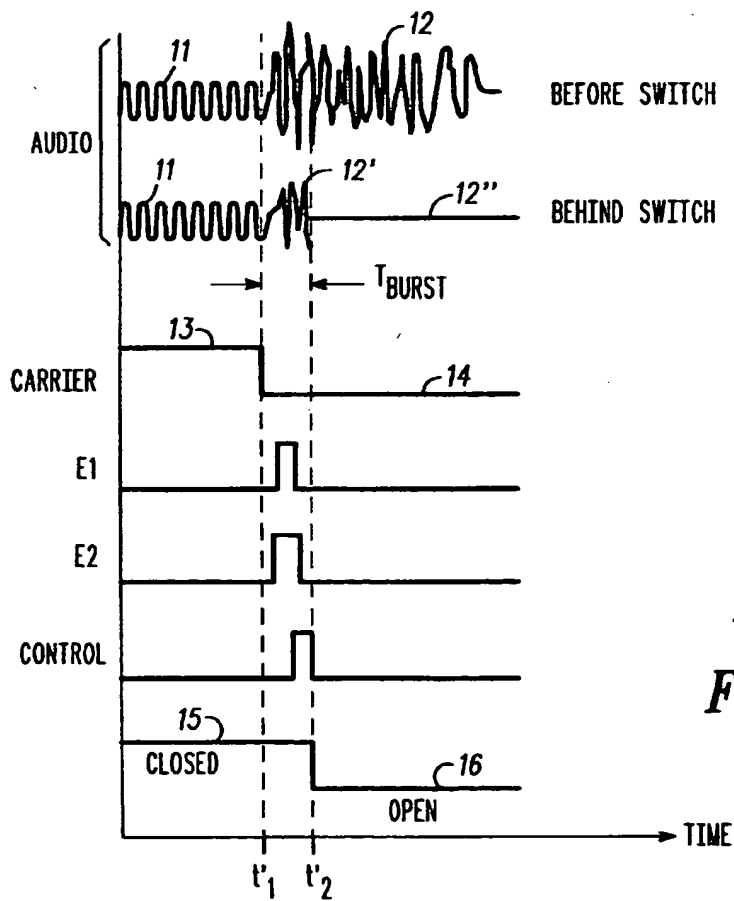 11
12
BEFORE SWITCH
AUDIO
11
12'
12"
BEHIND SWITCH
TBURST
13
CARRIER
14
E1
E2
CONTROL
F
15
CLOSED
16
OPEN
TIME
t'1
t'2